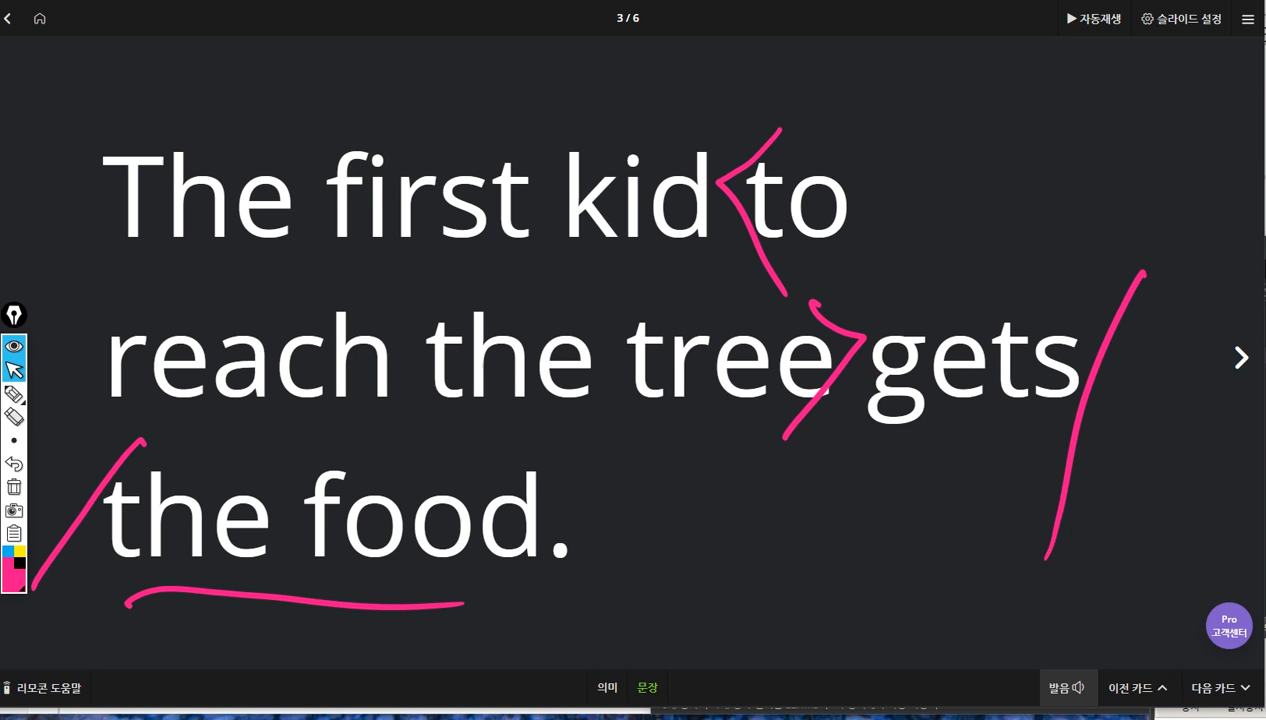 3 / 6
자동재생
슬라이드 설정
The first kid to
reach the tree gets
the food.
Pro
고객센터
리모콘 도움말
의미
문장
발음
이전 카드
다음 카드